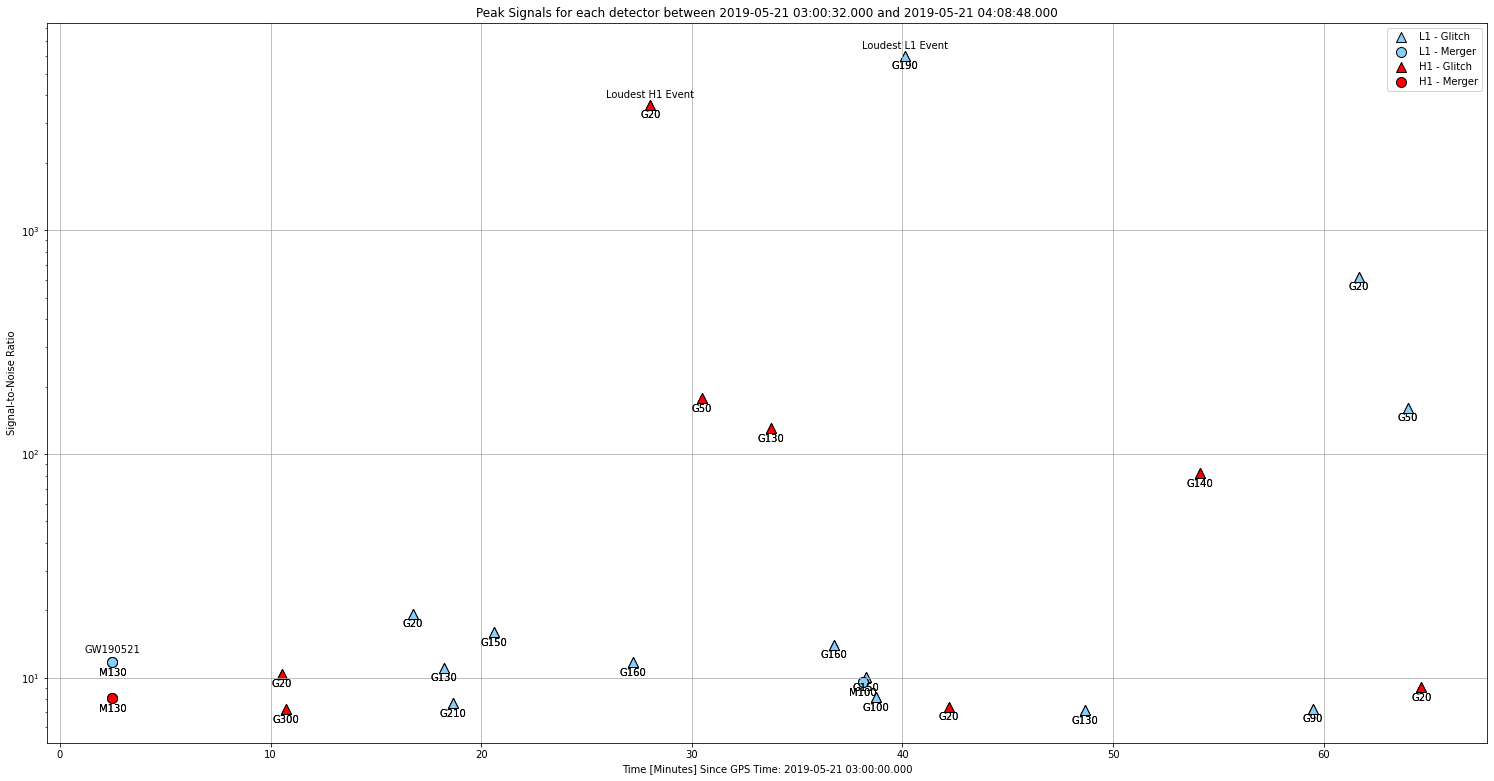 Peak Signals for each detector between 2019-05-21 03:00:32.000 and 2019-05-21 04:08:48.000
L1 - Glitch
L1 - Merger
H1 - Glitch
H1 - Merger
Loudest L1 Event
G190
Loudest H1 Event
G20
10³
G20
G50
G50
G130
10²
G140
G20
G150
GW190521
G160
G160
M130
G130
10¹
G20
G150
M100
M130
G210
G100
G300
G20
G130
G90
G20
Signal-to-Noise Ratio
0
10
20
30
40
50
60
Time [Minutes] Since GPS Time: 2019-05-21 03:00:00.000